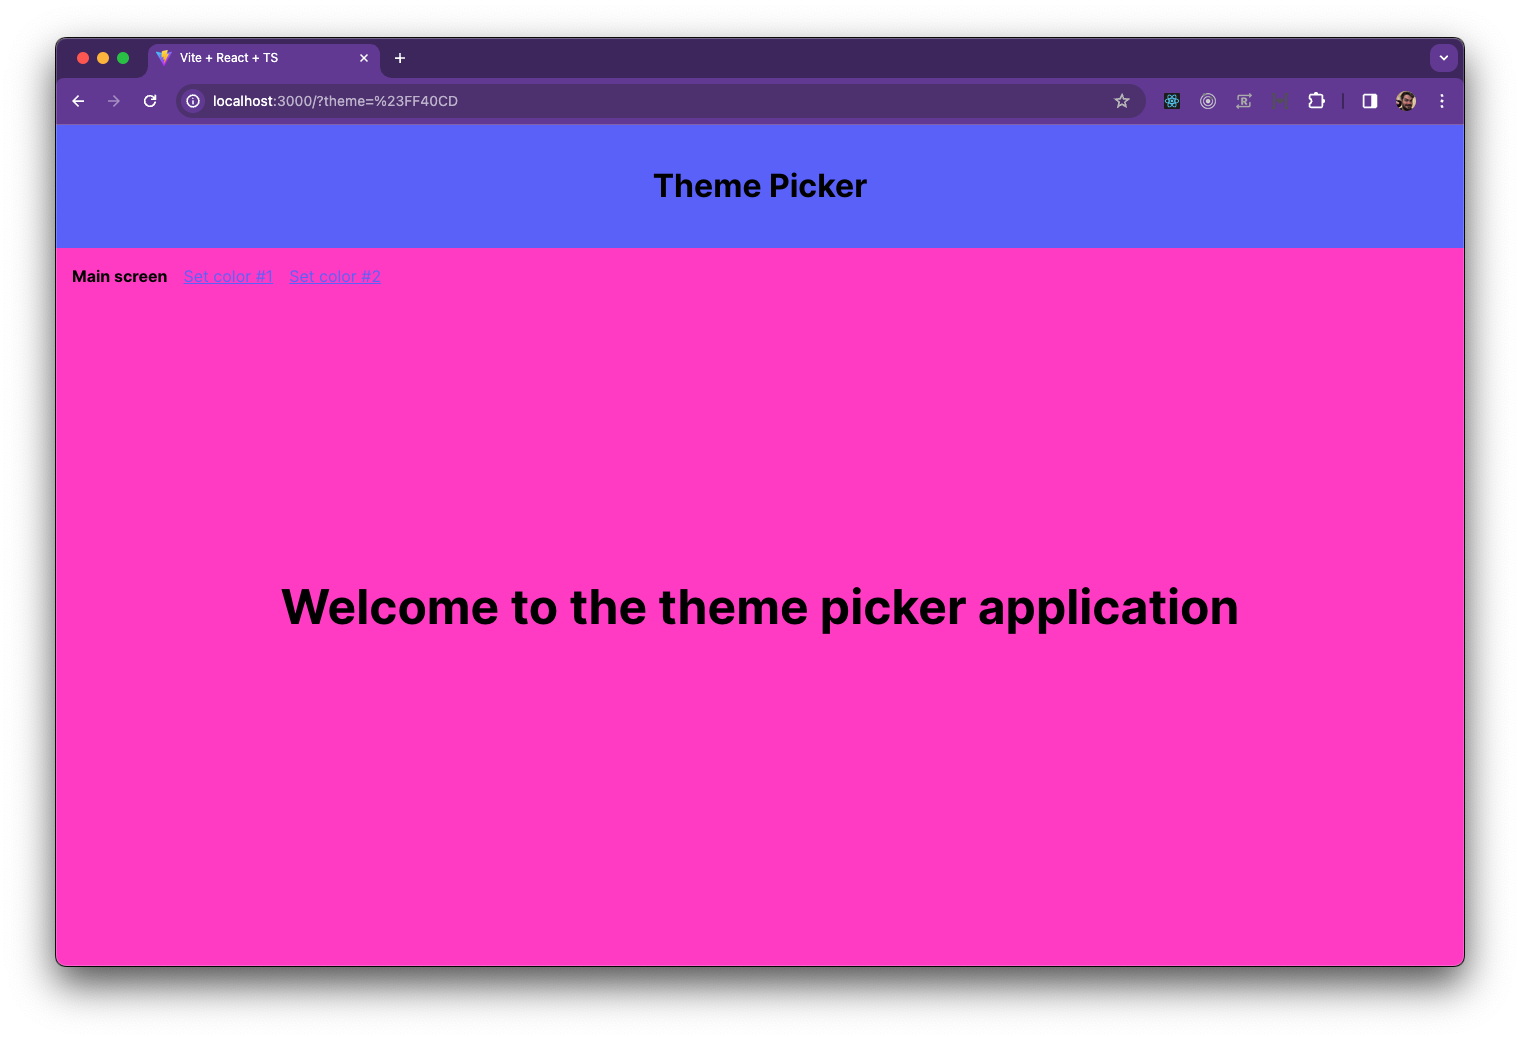 Vite + React + TS
localhost:3000/?theme=%23FF40CD
Theme Picker
Main screen Set color #1 Set color #2
Welcome to the theme picker application